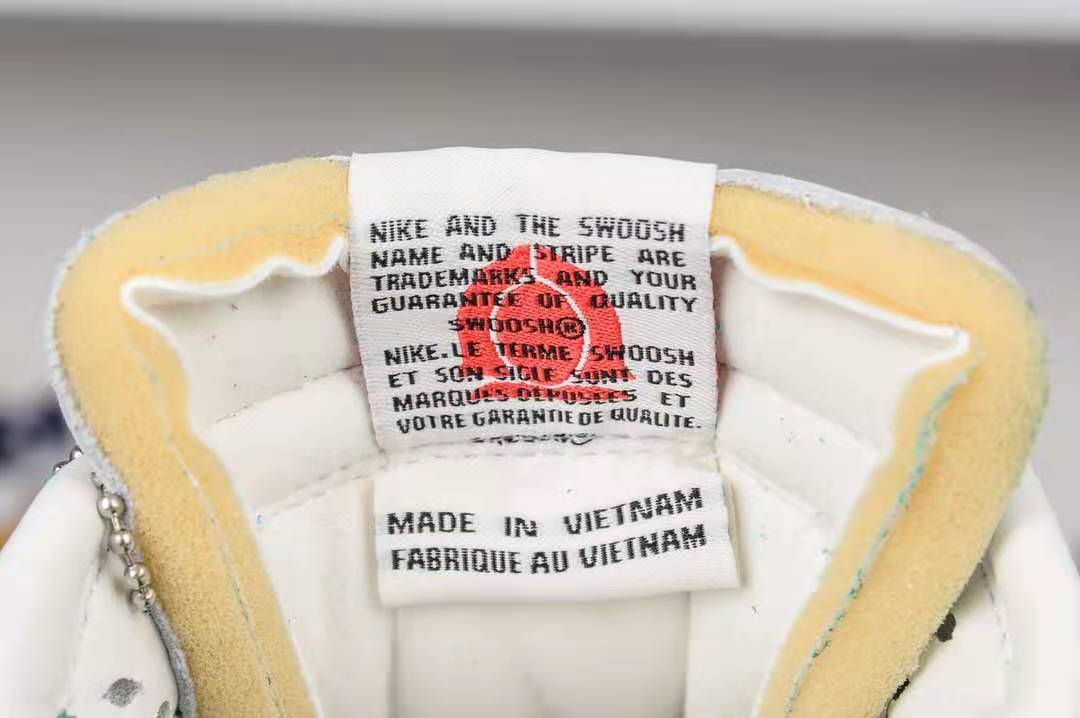 NIKE AND THE SWOOSH
NAME AND STRIPE ARE
TRADEMARKS AND YOUR
GUARANTEE OF QUALITY
SWOOSH®
NIKE.LE TERME SWOOSH
ET SON SIGLE SONT DES
MARQUES DEPOSEES ET
VOTRE GARANTIE DE QUALITE.
MADE IN VIETNAM
FABRIQUE AU VIETNAM